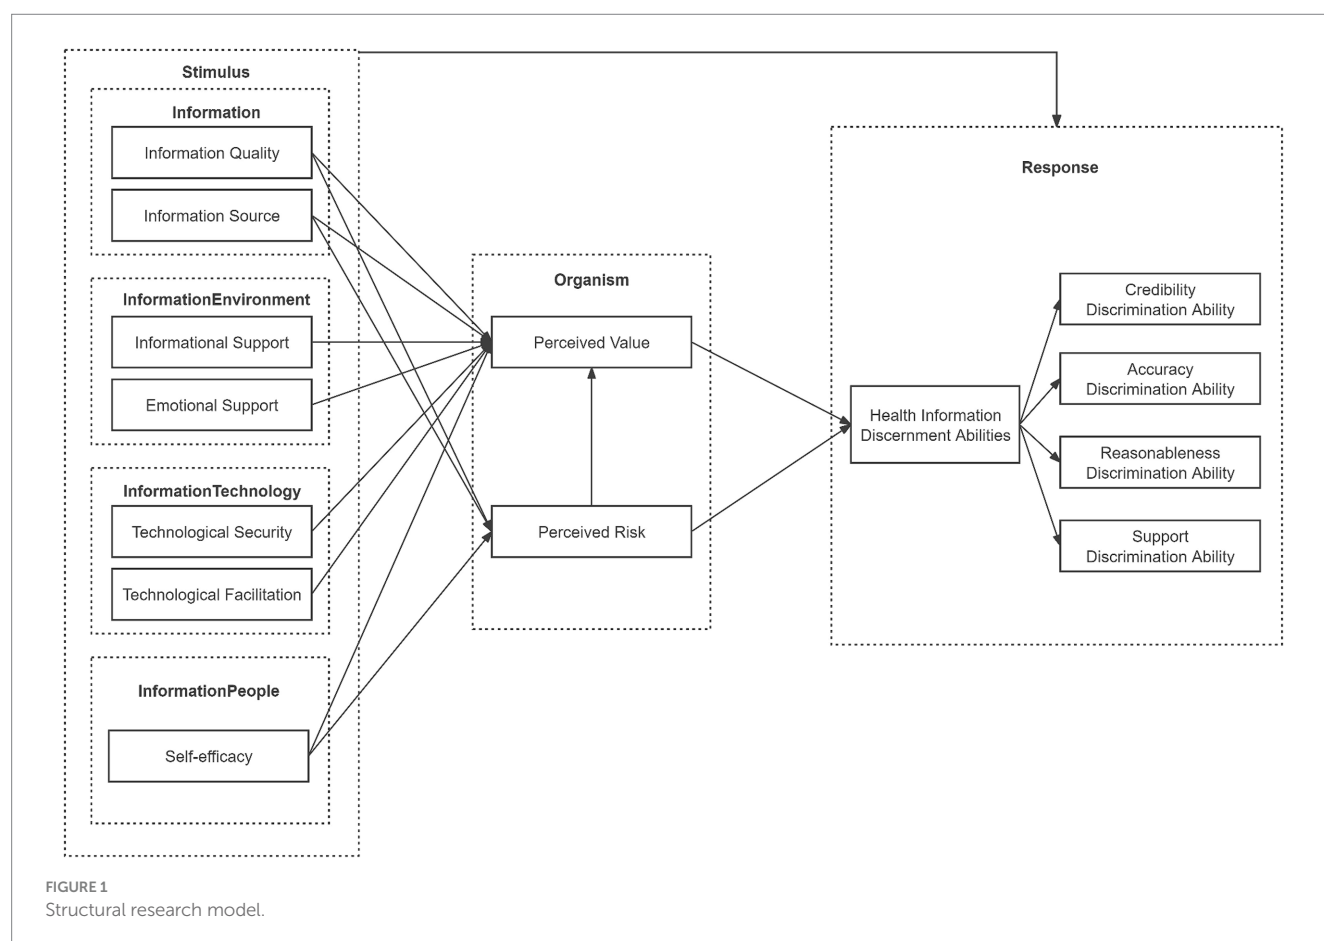 Stimulus
Information
Information Quality
Information Source
InformationEnvironment
Informational Support
Emotional Support
InformationTechnology
Technological Security
Technological Facilitation
InformationPeople
Self-efficacy
Organism
Perceived Value
Perceived Risk
Response
Health Information
Discernment Abilities
Credibility
Discrimination Ability
Accuracy
Discrimination Ability
Reasonableness
Discrimination Ability
Support
Discrimination Ability
FIGURE 1
Structural research model.